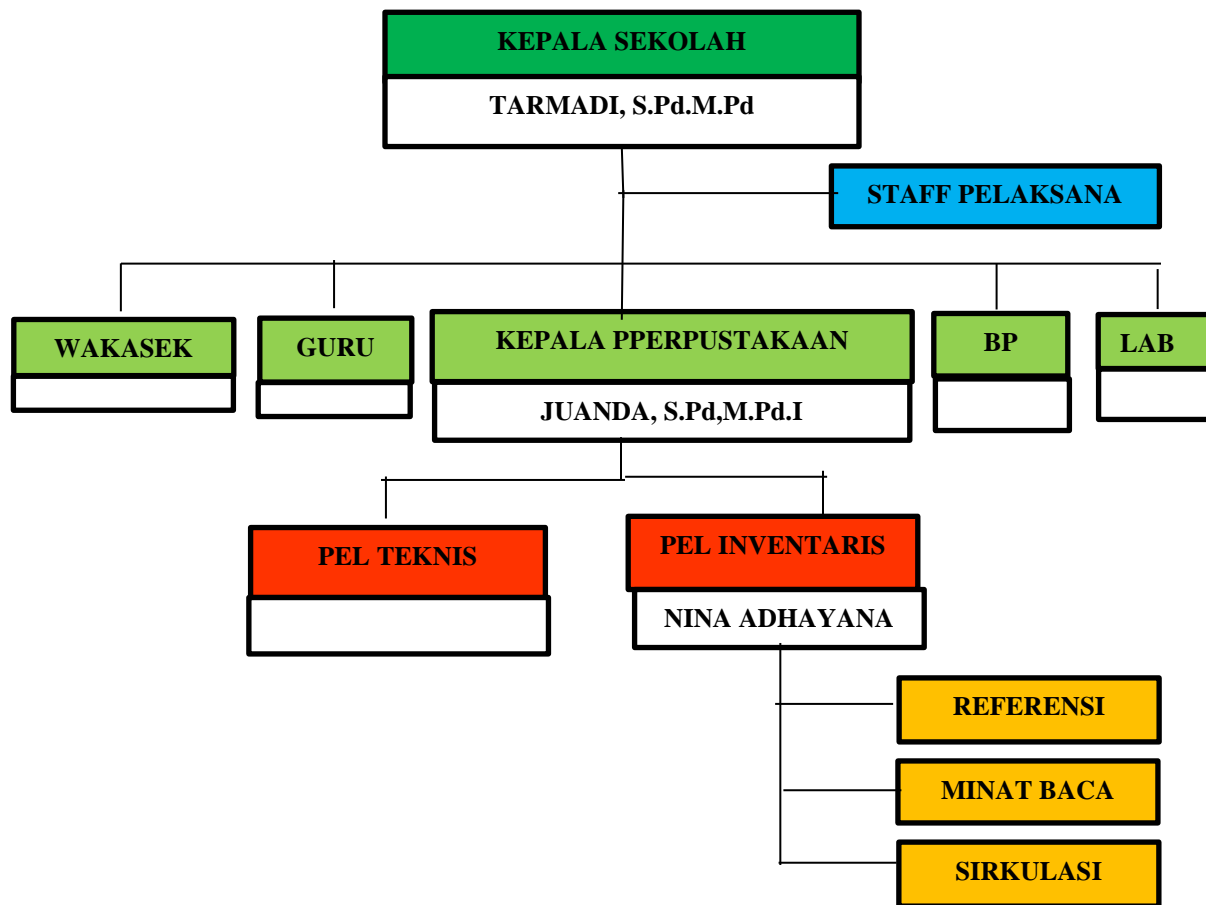 KEPALA SEKOLAH
TARMADI, S.Pd.M.Pd
STAFF PELAKSANA
WAKASEK
GURU
KEPALA PPERPUSTAKAAN
BP
LAB
JUANDA, S.Pd,M.Pd.I
PEL TEKNIS
PEL INVENTARIS
NINA ADHAYANA
REFERENSI
MINAT BACA
SIRKULASI